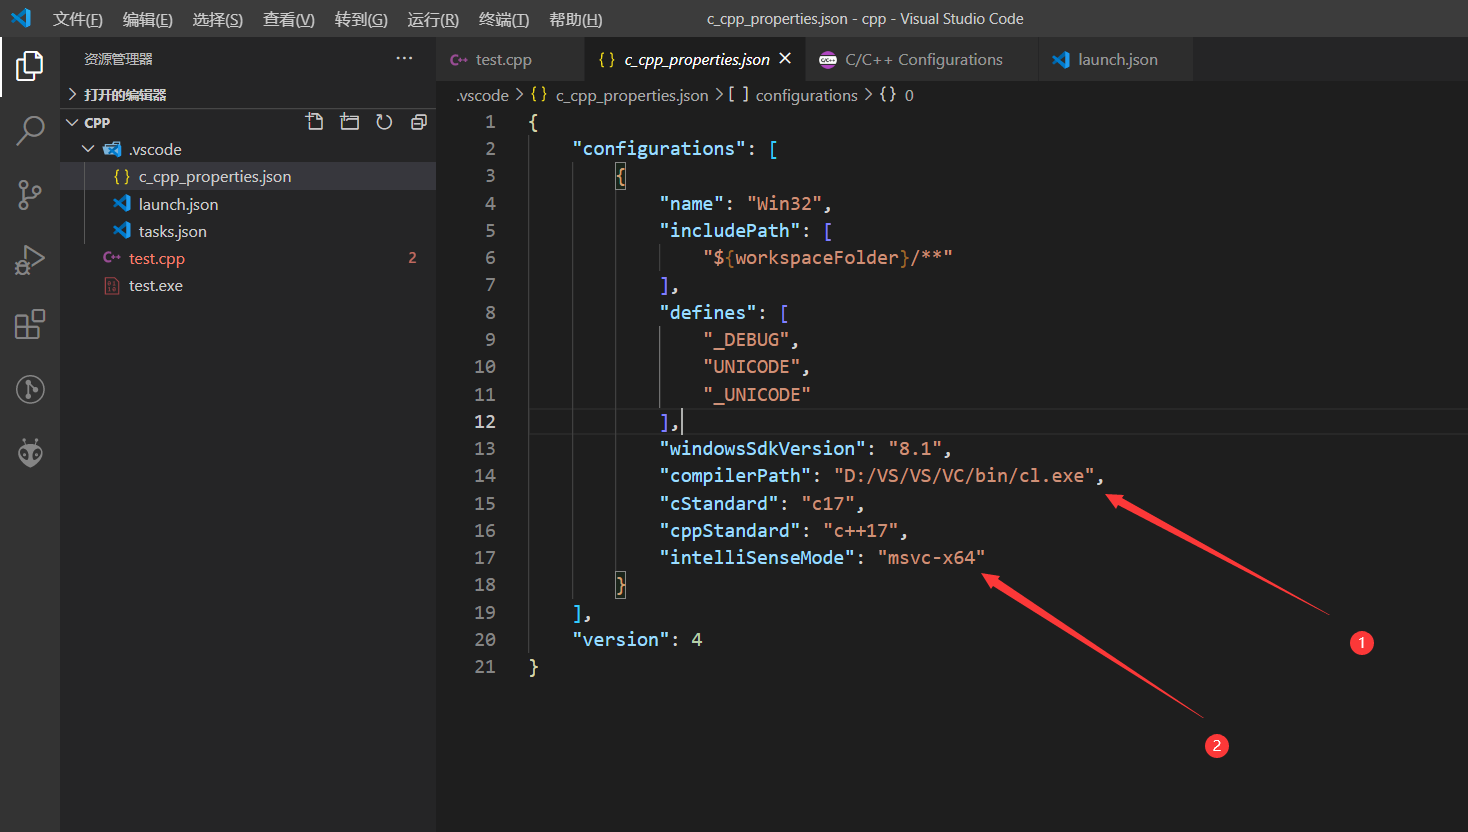 文件(F) 编辑(E) 选择(S) 查看(V) 转到(G) 运行(R) 终端(T) 帮助(H) c_cpp_properties.json - cpp - Visual Studio Code
资源管理器 ···
打开的编辑器
CPP
.vscode
{ } c_cpp_properties.json
launch.json
tasks.json
C++ test.cpp 2
test.exe
C++ test.cpp { } c_cpp_properties.json C/C++ C/C++ Configurations launch.json
.vscode > { } c_cpp_properties.json > [ ] configurations > { } 0
1 {
2 "configurations": [
3 {
4 "name": "Win32",
5 "includePath": [
6 "${workspaceFolder}/**"
7 ],
8 "defines": [
9 "_DEBUG",
10 "UNICODE",
11 "_UNICODE"
12 ],
13 "windowsSdkVersion": "8.1",
14 "compilerPath": "D:/VS/VS/VC/bin/cl.exe",
15 "cStandard": "c17",
16 "cppStandard": "c++17",
17 "intelliSenseMode": "msvc-x64"
18 }
19 ],
20 "version": 4
21 }
1
2